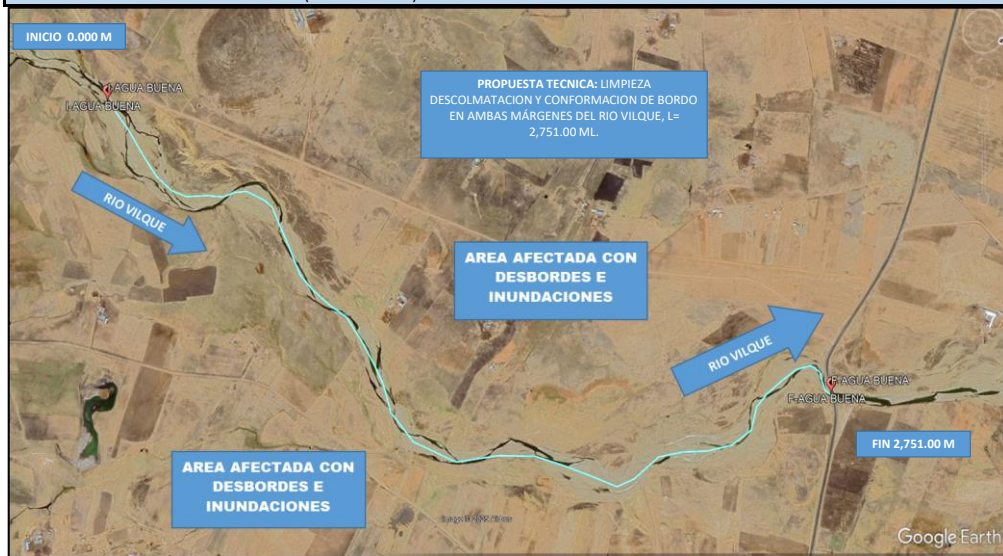 INICIO 0.000 M
I-AGUA BUENA
I-AGUA BUENA
PROPUESTA TECNICA: LIMPIEZA
DESCOLMATACION Y CONFORMACION DE BORDO
EN AMBAS MÁRGENES DEL RIO VILQUE, L=
2,751.00 ML.
RIO VILQUE
AREA AFECTADA CON
DESBORDES E
INUNDACIONES
RIO VILQUE
F-AGUA BUENA
F-AGUA BUENA
FIN 2,751.00 M
AREA AFECTADA CON
DESBORDES E
INUNDACIONES
Google Earth